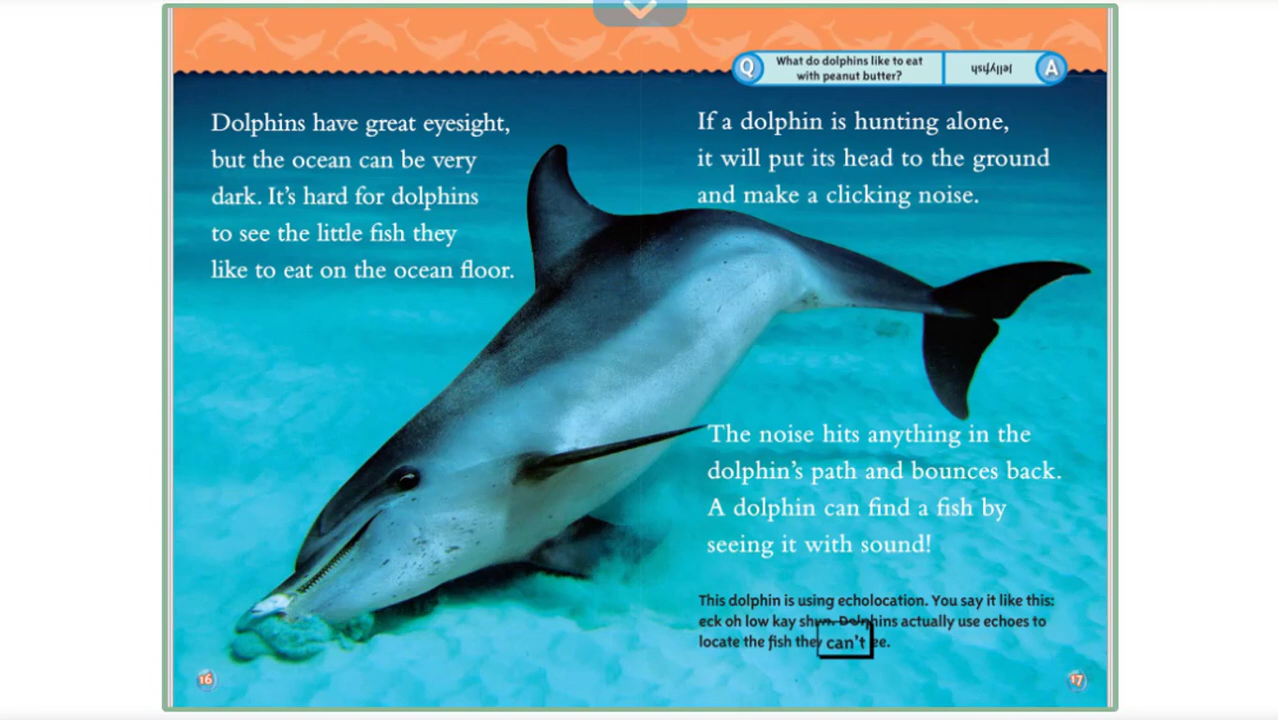 Q What do dolphins like to eat
with peanut butter?
Jellyfish A
Dolphins have great eyesight,
but the ocean can be very
dark. It's hard for dolphins
to see the little fish they
like to eat on the ocean floor.
If a dolphin is hunting alone,
it will put its head to the ground
and make a clicking noise.
The noise hits anything in the
dolphin's path and bounces back.
A dolphin can find a fish by
seeing it with sound!
This dolphin is using echolocation. You say it like this:
eck oh low kay shun. Dolphins actually use echoes to
locate the fish they can't ee.
16
17